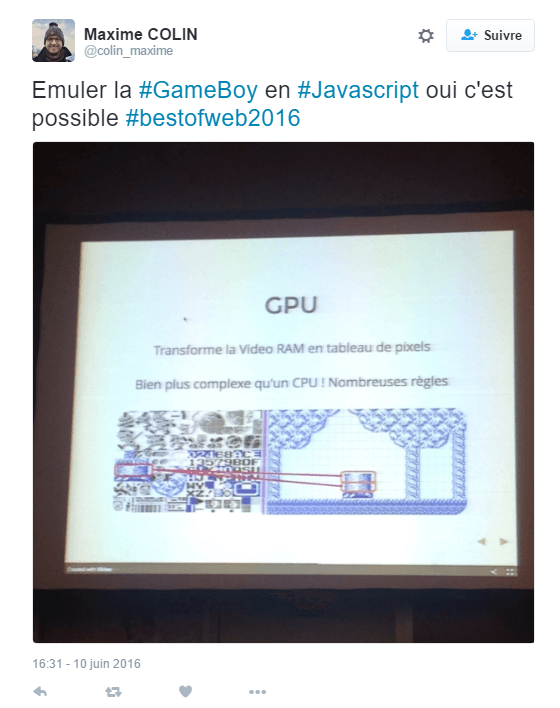 Maxime COLIN
@colin_maxime
Suivre
Emuler la #GameBoy en #Javascript oui c'est
possible #bestofweb2016
GPU
Transforme la Video RAM en tableau de pixels
Bien plus complexe qu'un CPU ! Nombreuses règles
16:31 - 10 juin 2016